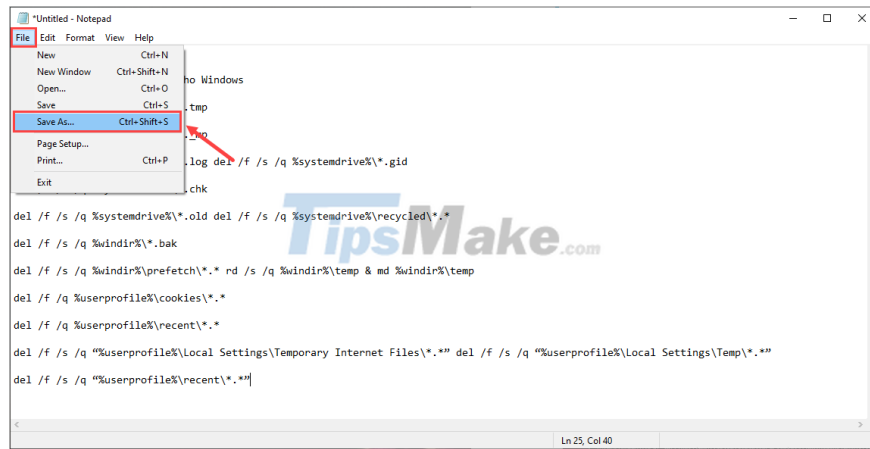 *Untitled - Notepad
File Edit Format View Help
New Ctrl+N
New Window Ctrl+Shift+N
Open... Ctrl+O
Save Ctrl+S
Save As... Ctrl+Shift+S
Page Setup...
Print... Ctrl+P
Exit
ho Windows
.tmp
._mp
.log del /f /s /q %systemdrive%\*.gid
.chk
del /f /s /q %systemdrive%\*.old del /f /s /q %systemdrive%\recycled\*.*
del /f /s /q %windir%\*.bak
del /f /s /q %windir%\prefetch\*.* rd /s /q %windir%\temp & md %windir%\temp
del /f /q %userprofile%\cookies\*.*
del /f /q %userprofile%\recent\*.*
del /f /s /q “%userprofile%\Local Settings\Temporary Internet Files\*.*” del /f /s /q “%userprofile%\Local Settings\Temp\*.*”
del /f /s /q “%userprofile%\recent\*.*”
TipsMake.com
Ln 25, Col 40